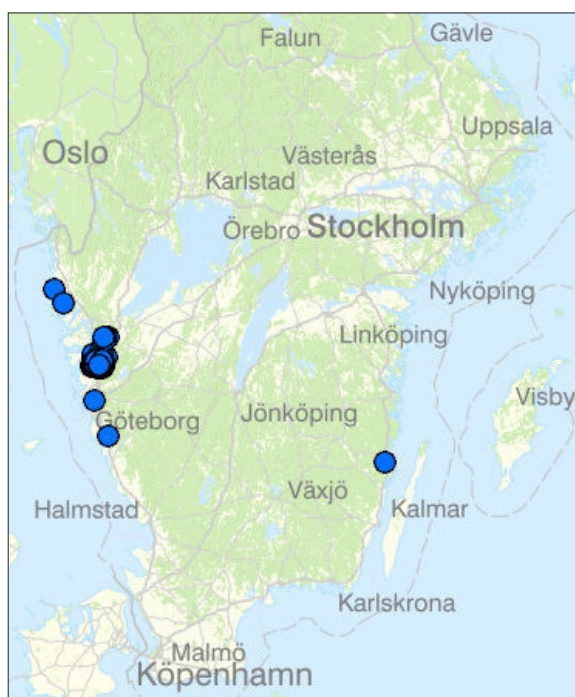 Falun
Gävle
Uppsala
Oslo
Västerås
Karlstad
Örebro
Stockholm
Nyköping
Linköping
Visby
Jönköping
Göteborg
Växjö
Kalmar
Halmstad
Karlskrona
Malmö
Köpenhamn